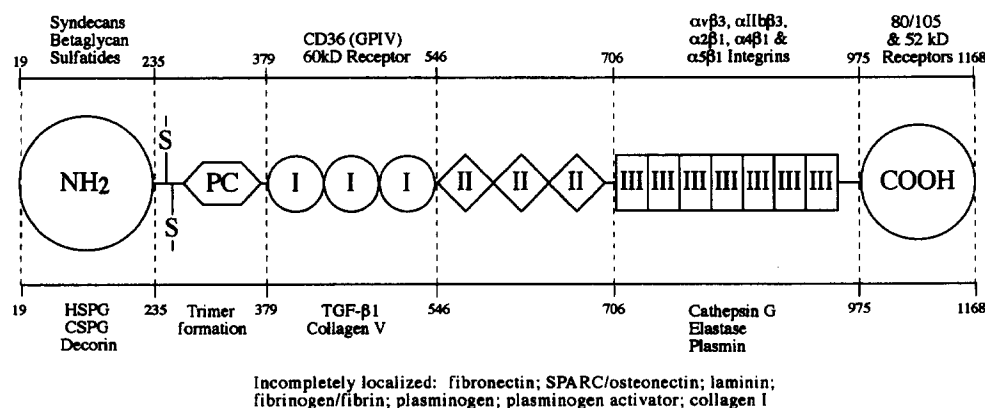 Syndecans
Betaglycan
Sulfatides
CD36 (GPIV)
60kD Receptor
αvβ3, αIIbβ3,
α2β1, α4β1 &
α5β1 Integrins
80/105
& 52 kD
Receptors
19 235 379 546 706 975 1168
S
NH2 PC I I I II II II III III III III III III III COOH
S
19 235 379 546 706 975 1168
HSPG
CSPG
Decorin
Trimer
formation
TGF-β1
Collagen V
Cathepsin G
Elastase
Plasmin
Incompletely localized: fibronectin; SPARC/osteonectin; laminin;
fibrinogen/fibrin; plasminogen; plasminogen activator; collagen I